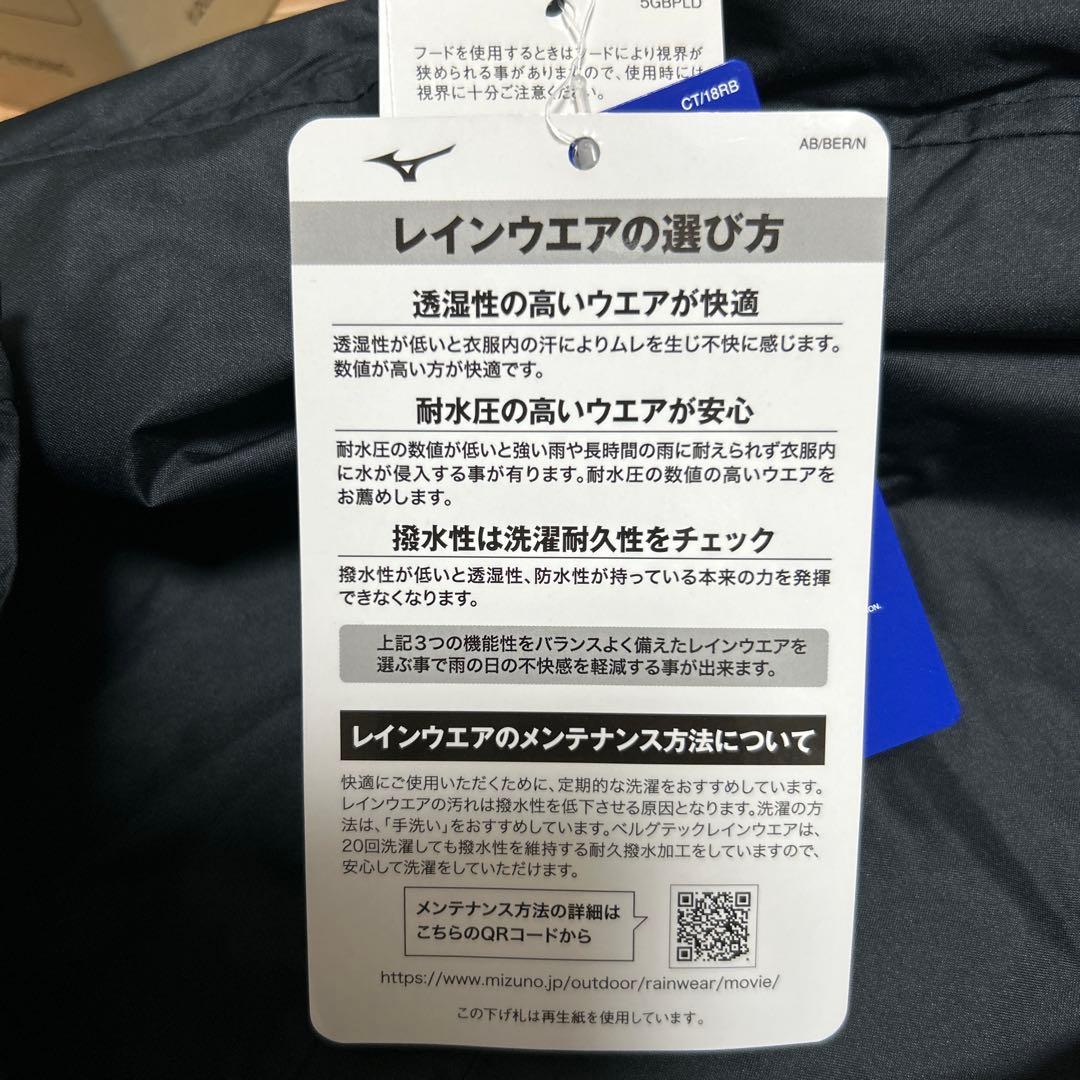 5GBPLD
フードを使用するときはフードにより視界が
狭められる事がありますので、使用時には
視界に十分ご注意ください。
CT/18RB
AB/BER/N
レインウエアの選び方
透湿性の高いウエアが快適
透湿性が低いと衣服内の汗によりムレを生じ不快に感じます。
数値が高い方が快適です。
耐水圧の高いウエアが安心
耐水圧の数値が低いと強い雨や長時間の雨に耐えられず衣服内
に水が侵入する事が有ります。耐水圧の数値の高いウエアを
お薦めします。
撥水性は洗濯耐久性をチェック
撥水性が低いと透湿性、防水性が持っている本来の力を発揮
できなくなります。
上記3つの機能性をバランスよく備えたレインウエアを
選ぶ事で雨の日の不快感を軽減する事が出来ます。
レインウエアのメンテナンス方法について
快適にご使用いただくために、定期的な洗濯をおすすめしています。
レインウエアの汚れは撥水性を低下させる原因となります。洗濯の方
法は、「手洗い」をおすすめしています。ベルグテックレインウエアは、
20回洗濯しても撥水性を維持する耐久撥水加工をしていますので、
安心して洗濯をしていただけます。
メンテナンス方法の詳細は
こちらのQRコードから
https://www.mizuno.jp/outdoor/rainwear/movie/
この下げ札は再生紙を使用しています。